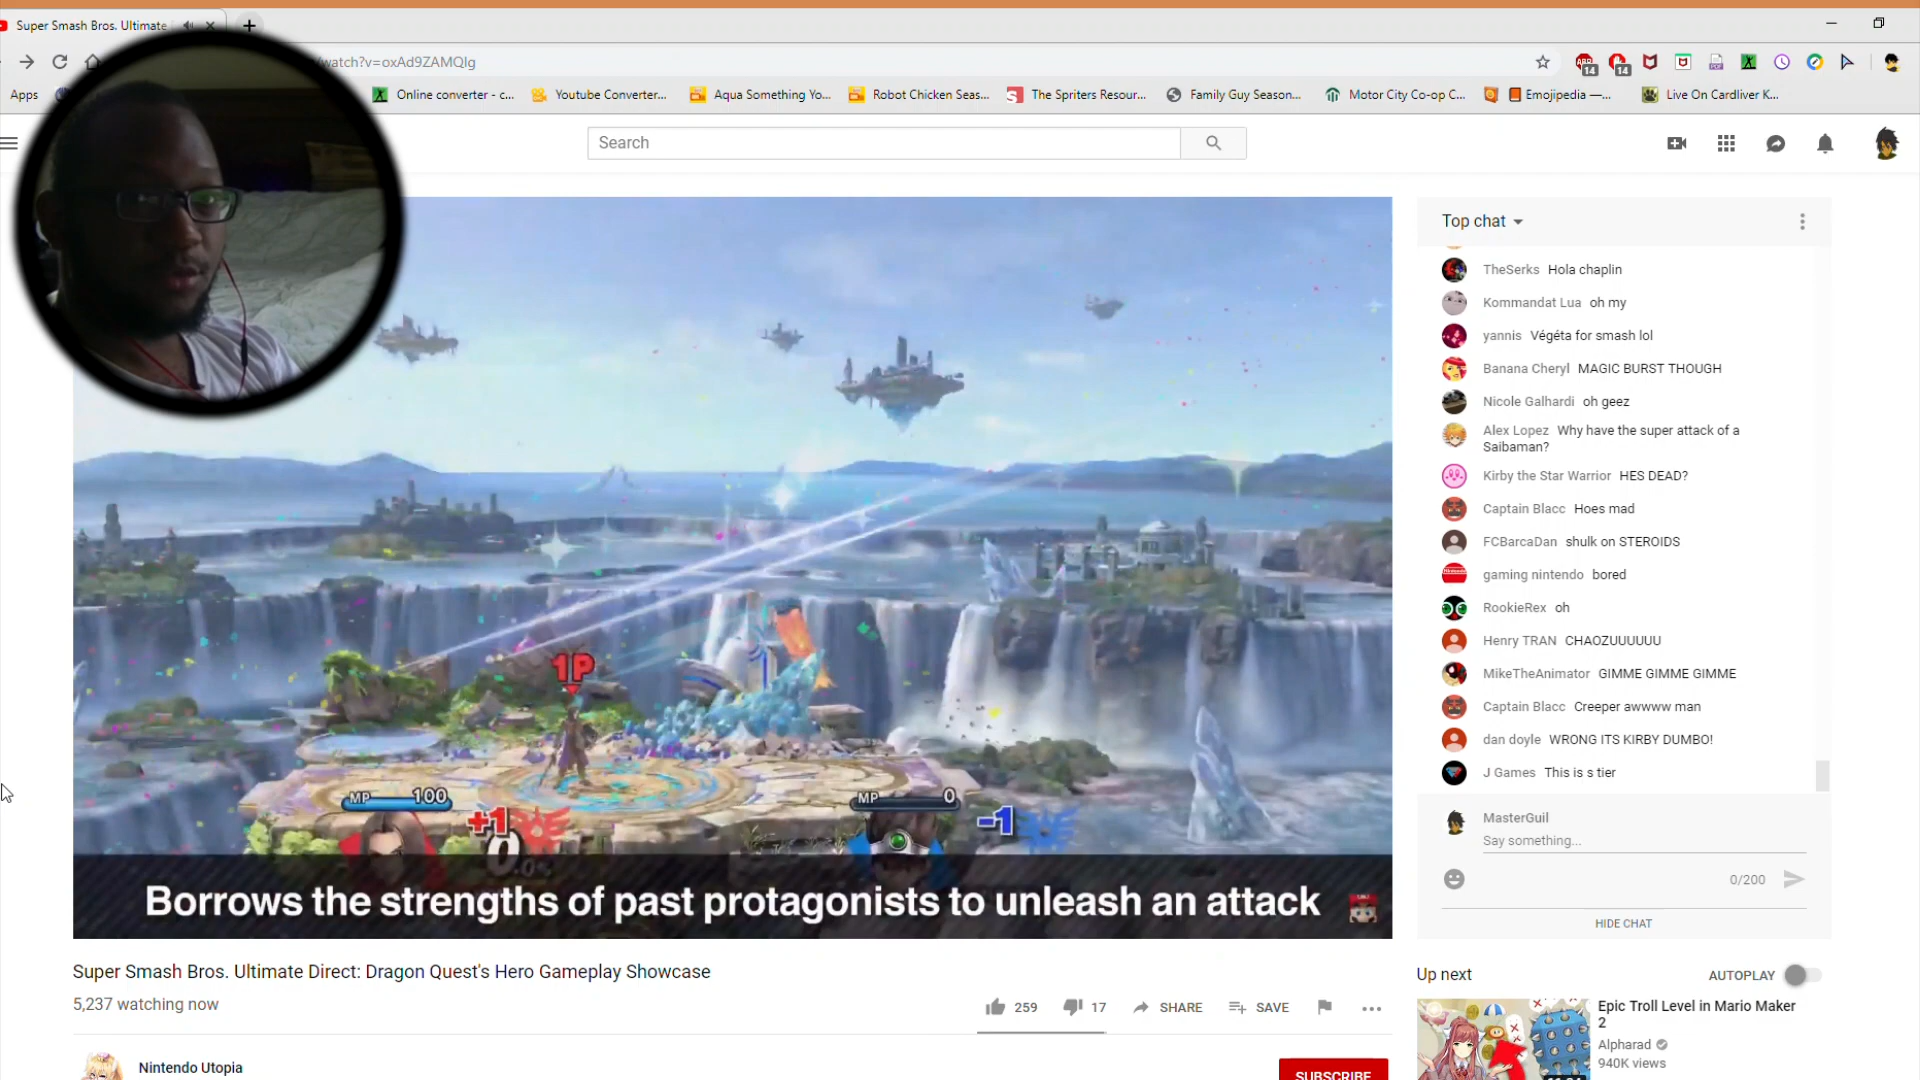 Super Smash Bros. Ultimate
/watch?v=oxAd9ZAMQIg
14
14
Apps
Online converter - c...
Youtube Converter...
Aqua Something Yo...
Robot Chicken Seas...
The Spriters Resour...
Family Guy Season...
Motor City Co-op C...
Emojipedia —...
Live On Cardliver K...
Search
Top chat
TheSerks Hola chaplin
Kommandat Lua oh my
yannis Végéta for smash lol
Banana Cheryl MAGIC BURST THOUGH
Nicole Galhardi oh geez
Alex Lopez Why have the super attack of a
Saibaman?
Kirby the Star Warrior HES DEAD?
Captain Blacc Hoes mad
FCBarcaDan shulk on STEROIDS
gaming nintendo bored
RookieRex oh
Henry TRAN CHAOZUUUUUU
MikeTheAnimator GIMME GIMME GIMME
Captain Blacc Creeper awwww man
dan doyle WRONG ITS KIRBY DUMBO!
J Games This is s tier
MasterGuil
Say something...
0/200
HIDE CHAT
1P
MP 100
+1
0.0%
MP 0
-1
Borrows the strengths of past protagonists to unleash an attack
Super Smash Bros. Ultimate Direct: Dragon Quest's Hero Gameplay Showcase
5,237 watching now
259
17
SHARE
SAVE
Nintendo Utopia
SUBSCRIBE
Up next
AUTOPLAY
Epic Troll Level in Mario Maker
2
Alpharad
940K views